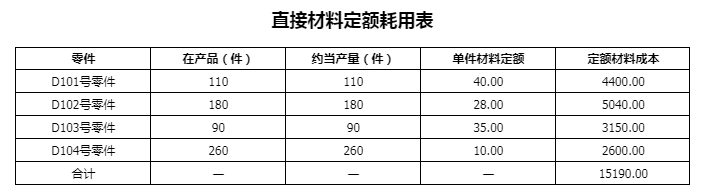 直接材料定额耗用表
零件 在产品（件） 约当产量（件） 单件材料定额 定额材料成本
D101号零件 110 110 40.00 4400.00
D102号零件 180 180 28.00 5040.00
D103号零件 90 90 35.00 3150.00
D104号零件 260 260 10.00 2600.00
合计 — — — 15190.00